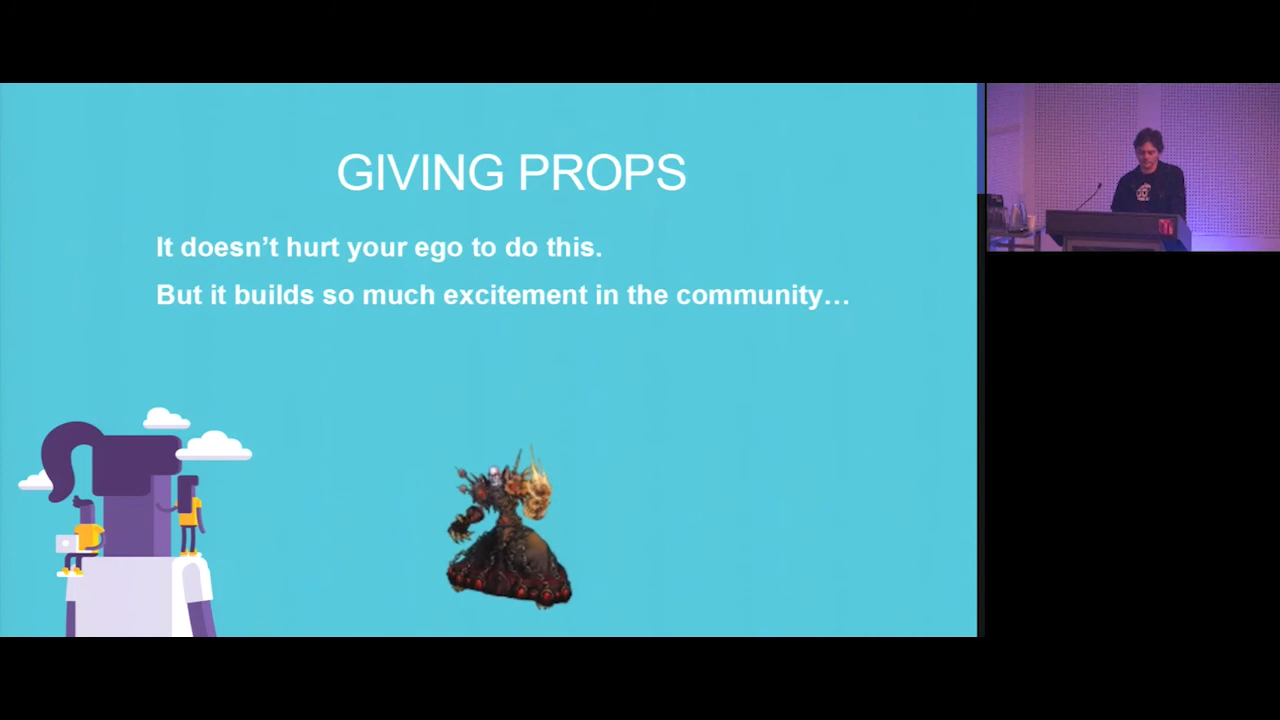 GIVING PROPS
It doesn’t hurt your ego to do this.
But it builds so much excitement in the community…